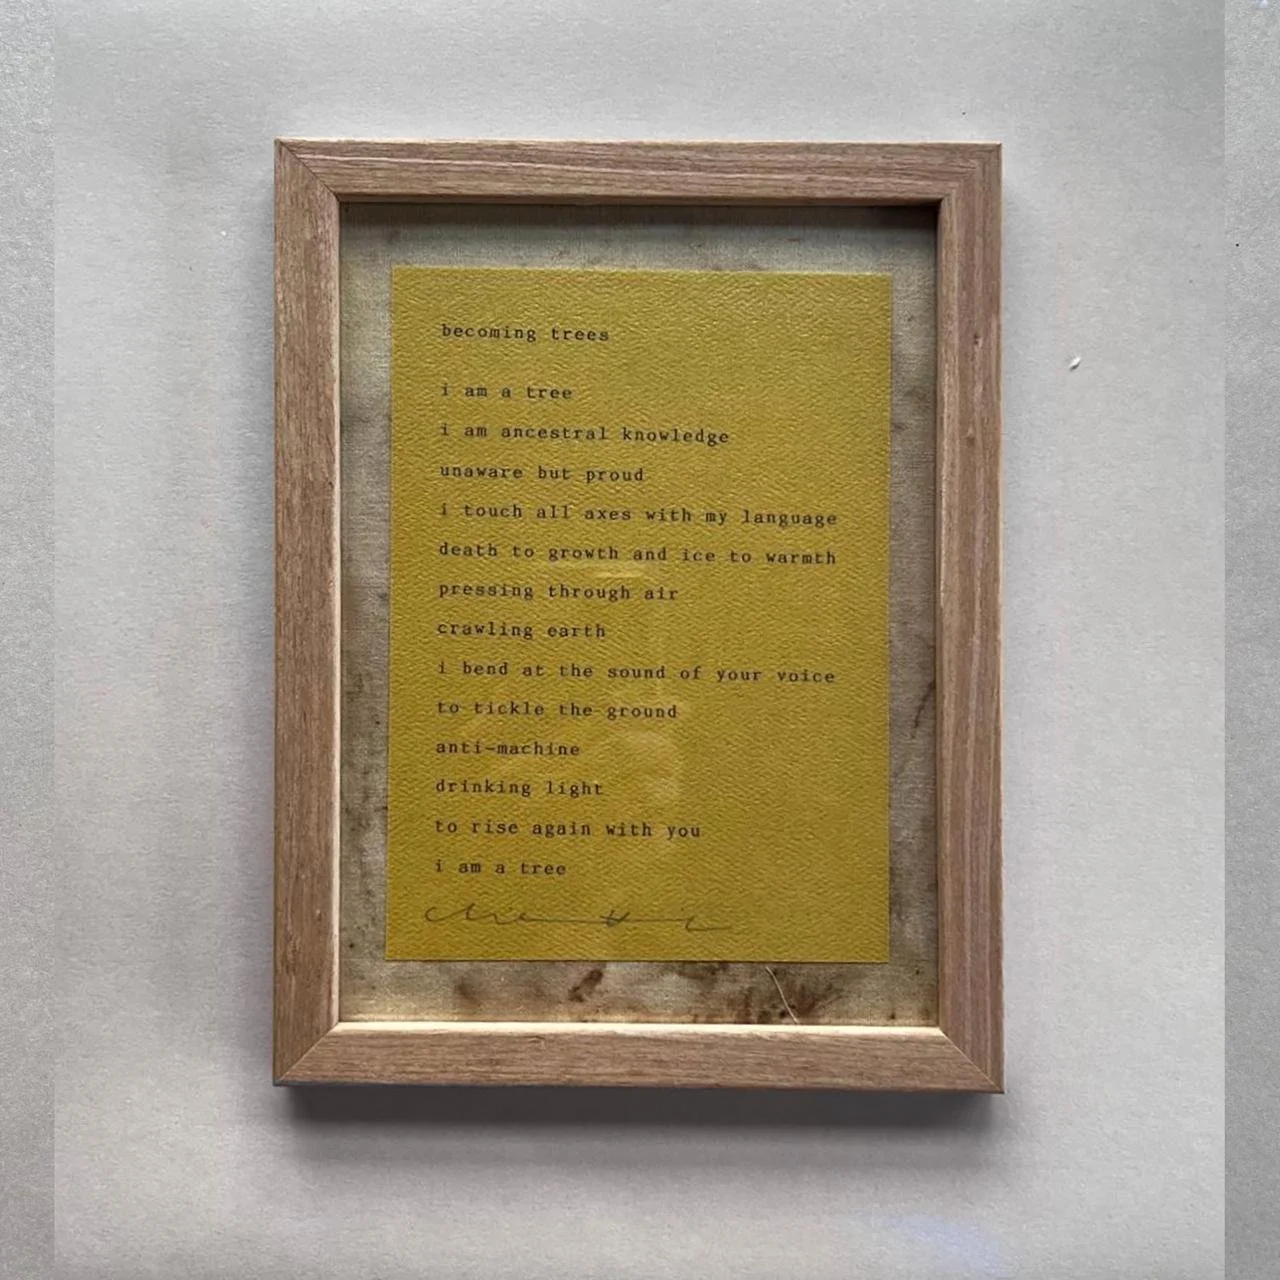 becoming trees
i am a tree
i am ancestral knowledge
unaware but proud
i touch all axes with my language
death to growth and ice to warmth
pressing through air
crawling earth
i bend at the sound of your voice
to tickle the ground
anti-machine
drinking light
to rise again with you
i am a tree